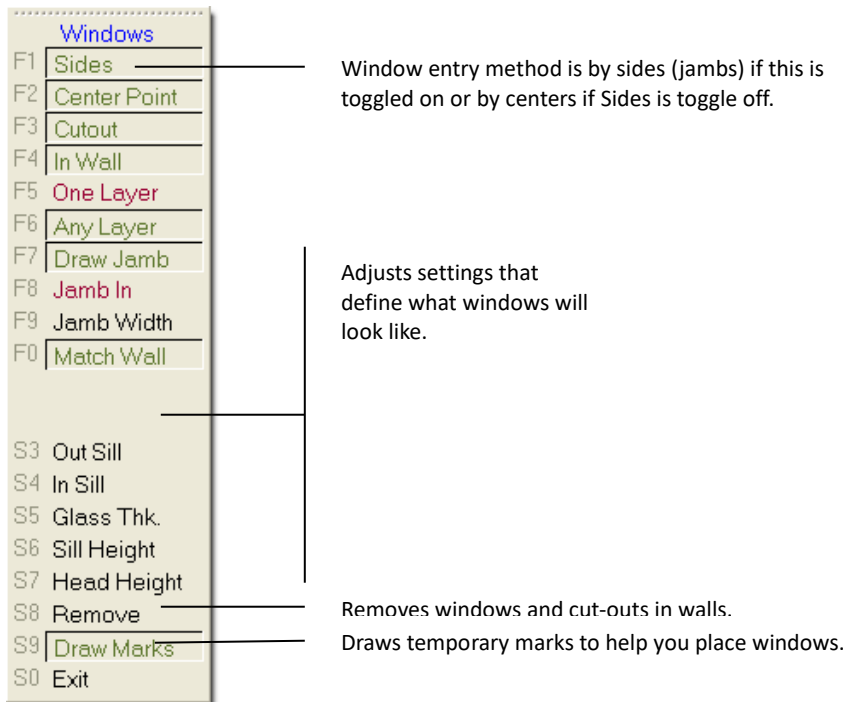 Windows
F1 Sides
F2 Center Point
F3 Cutout
F4 In Wall
F5 One Layer
F6 Any Layer
F7 Draw Jamb
F8 Jamb In
F9 Jamb Width
F0 Match Wall
S3 Out Sill
S4 In Sill
S5 Glass Thk.
S6 Sill Height
S7 Head Height
S8 Remove
S9 Draw Marks
S0 Exit
Window entry method is by sides (jambs) if this is
toggled on or by centers if Sides is toggle off.
Adjusts settings that
define what windows will
look like.
Removes windows and cut-outs in walls.
Draws temporary marks to help you place windows.